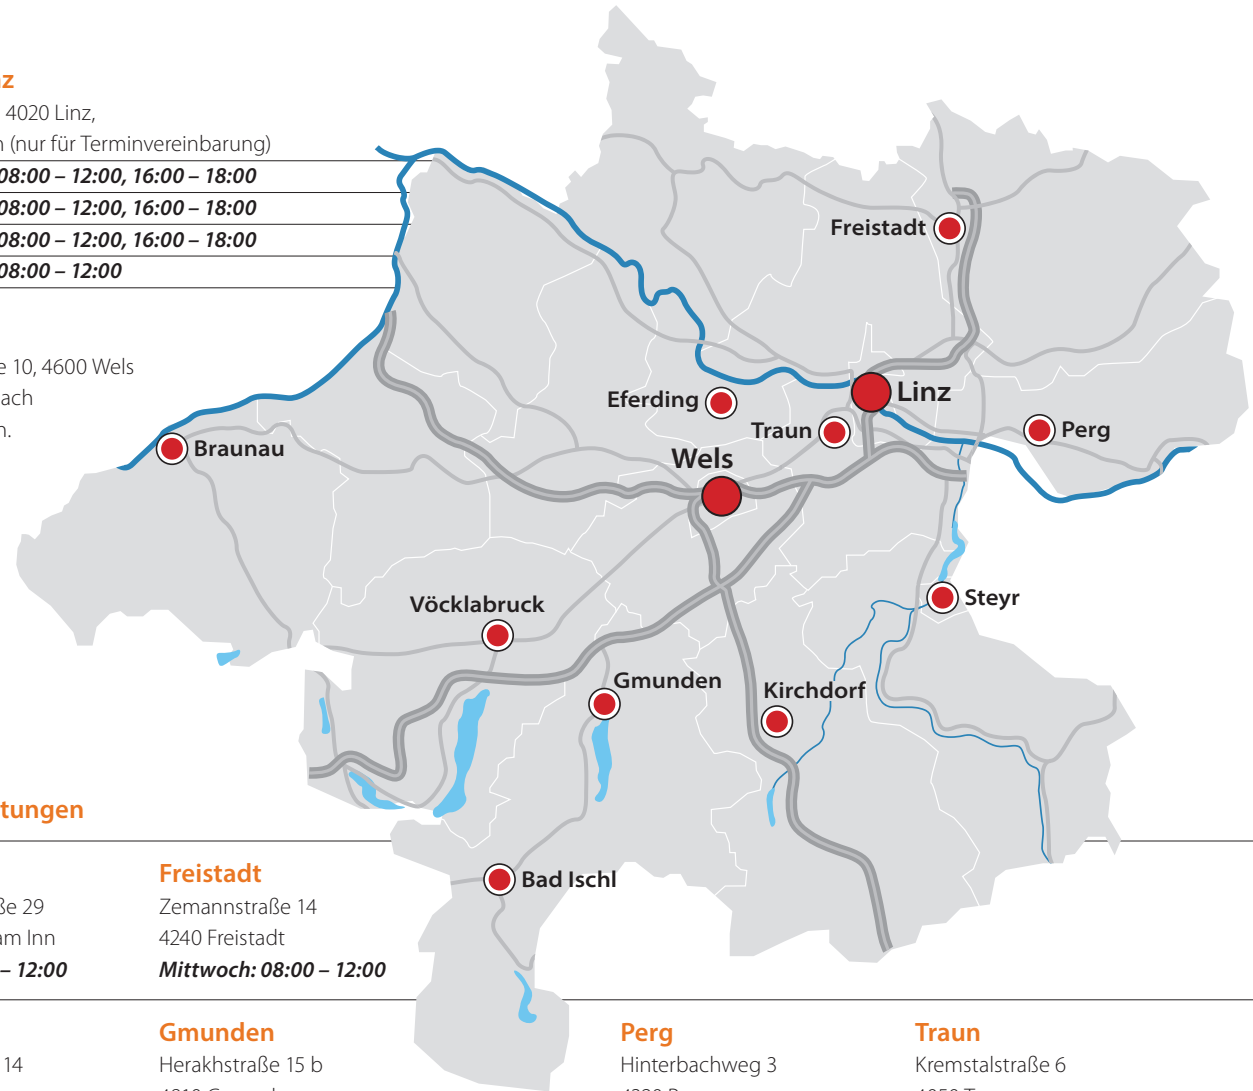 4020 Linz,
(nur für Terminvereinbarung)
08:00 – 12:00, 16:00 – 18:00
08:00 – 12:00, 16:00 – 18:00
08:00 – 12:00, 16:00 – 18:00
08:00 – 12:00
10, 4600 Wels
Freistadt
Linz
Eferding
Traun
Perg
Wels
Braunau
Steyr
Vöcklabruck
Gmunden
Kirchdorf
Bad Ischl
29
am Inn
– 12:00
Freistadt
Zemannstraße 14
4240 Freistadt
Mittwoch: 08:00 – 12:00
14
Gmunden
Herakhstraße 15 b
Perg
Hinterbachweg 3
Traun
Kremstalstraße 6